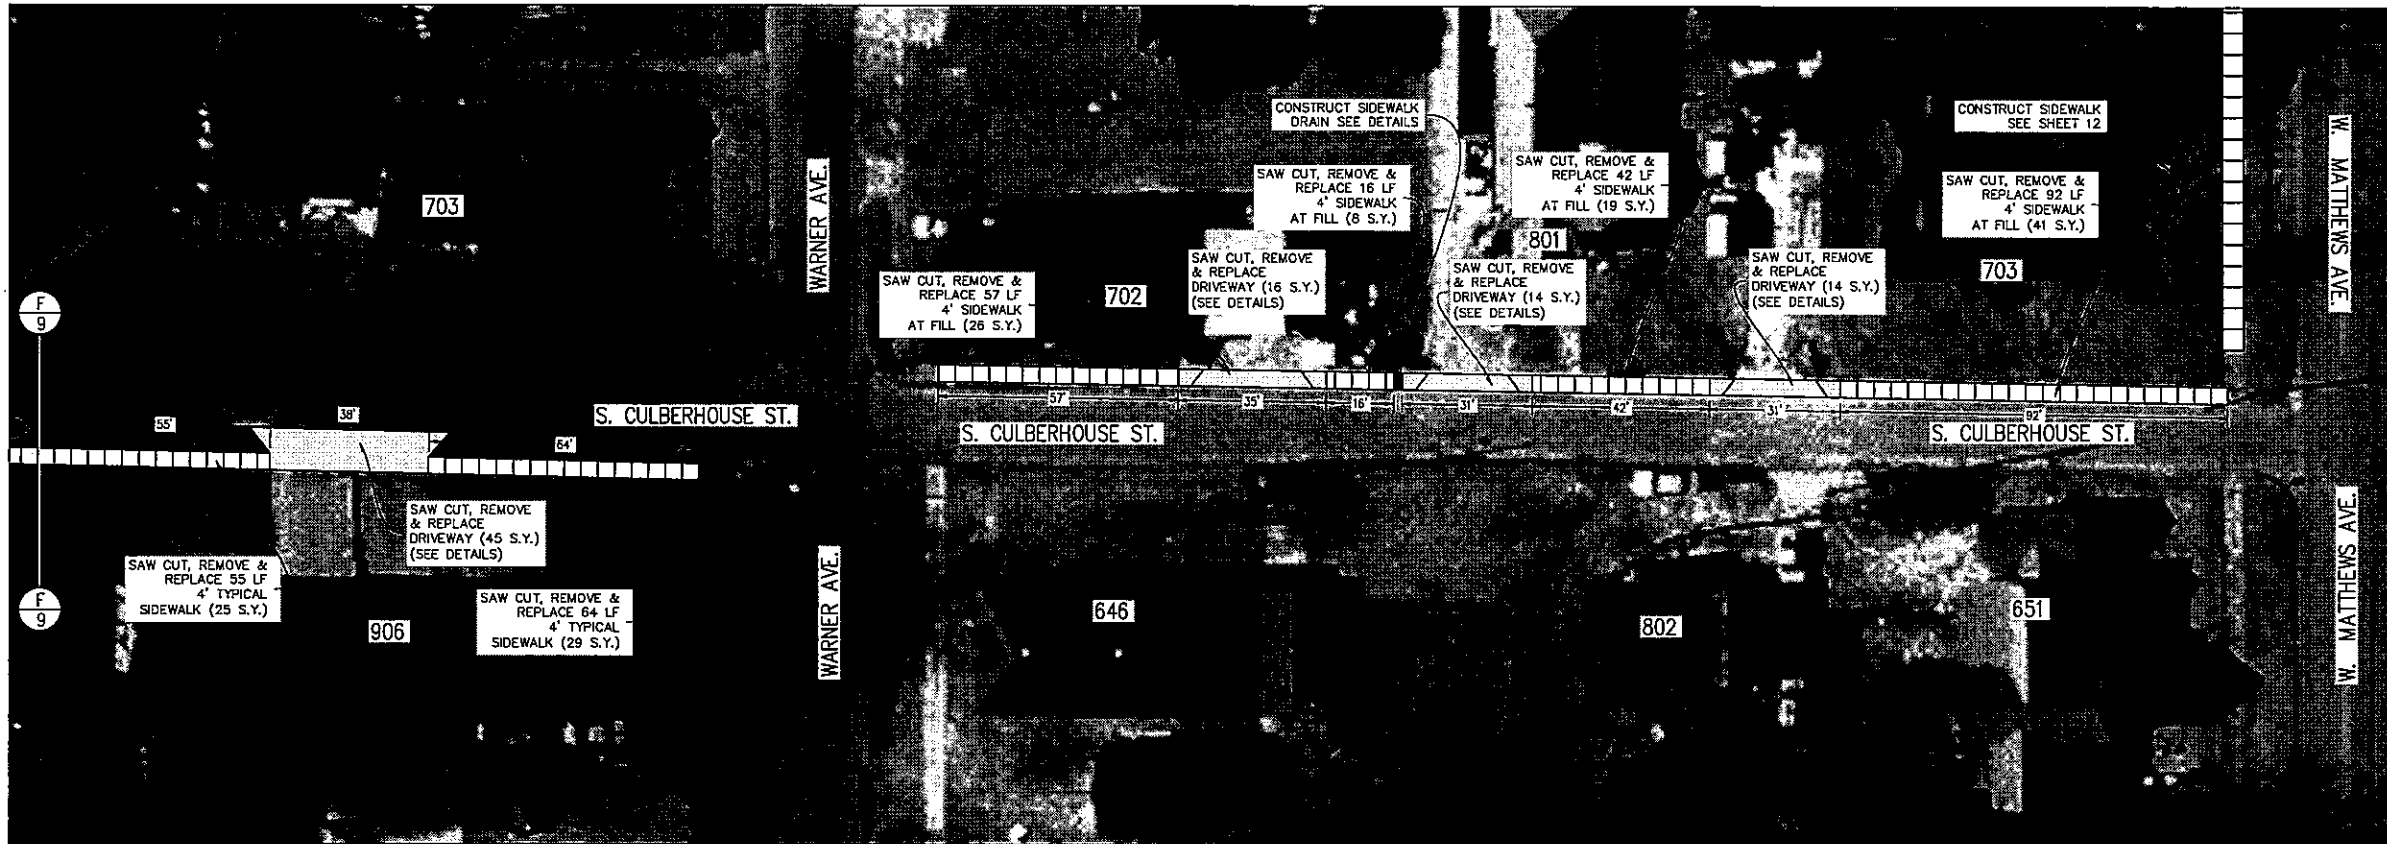 CONSTRUCT SIDEWALK
DRAIN SEE DETAILS
CONSTRUCT SIDEWALK
SEE SHEET 12
SAW CUT, REMOVE &
REPLACE 16 LF
4' SIDEWALK
AT FILL (8 S.Y.)
SAW CUT, REMOVE &
REPLACE 42 LF
4' SIDEWALK
AT FILL (19 S.Y.)
SAW CUT, REMOVE &
REPLACE 92 LF
4' SIDEWALK
AT FILL (41 S.Y.)
703
WARNER AVE.
W. MATTHEWS AVE.
801
703
702
SAW CUT, REMOVE &
REPLACE 57 LF
4' SIDEWALK
AT FILL (26 S.Y.)
SAW CUT, REMOVE
& REPLACE
DRIVEWAY (16 S.Y.)
(SEE DETAILS)
SAW CUT, REMOVE
& REPLACE
DRIVEWAY (14 S.Y.)
(SEE DETAILS)
SAW CUT, REMOVE
& REPLACE
DRIVEWAY (14 S.Y.)
(SEE DETAILS)
F
9
57'
35'
16'
31'
42'
31'
92'
55'
38'
64'
S. CULBERHOUSE ST.
S. CULBERHOUSE ST.
S. CULBERHOUSE ST.
SAW CUT, REMOVE
& REPLACE
DRIVEWAY (45 S.Y.)
(SEE DETAILS)
SAW CUT, REMOVE &
REPLACE 55 LF
4' TYPICAL
SIDEWALK (25 S.Y.)
SAW CUT, REMOVE &
REPLACE 64 LF
4' TYPICAL
SIDEWALK (29 S.Y.)
F
9
906
WARNER AVE.
646
802
651
W. MATTHEWS AVE.